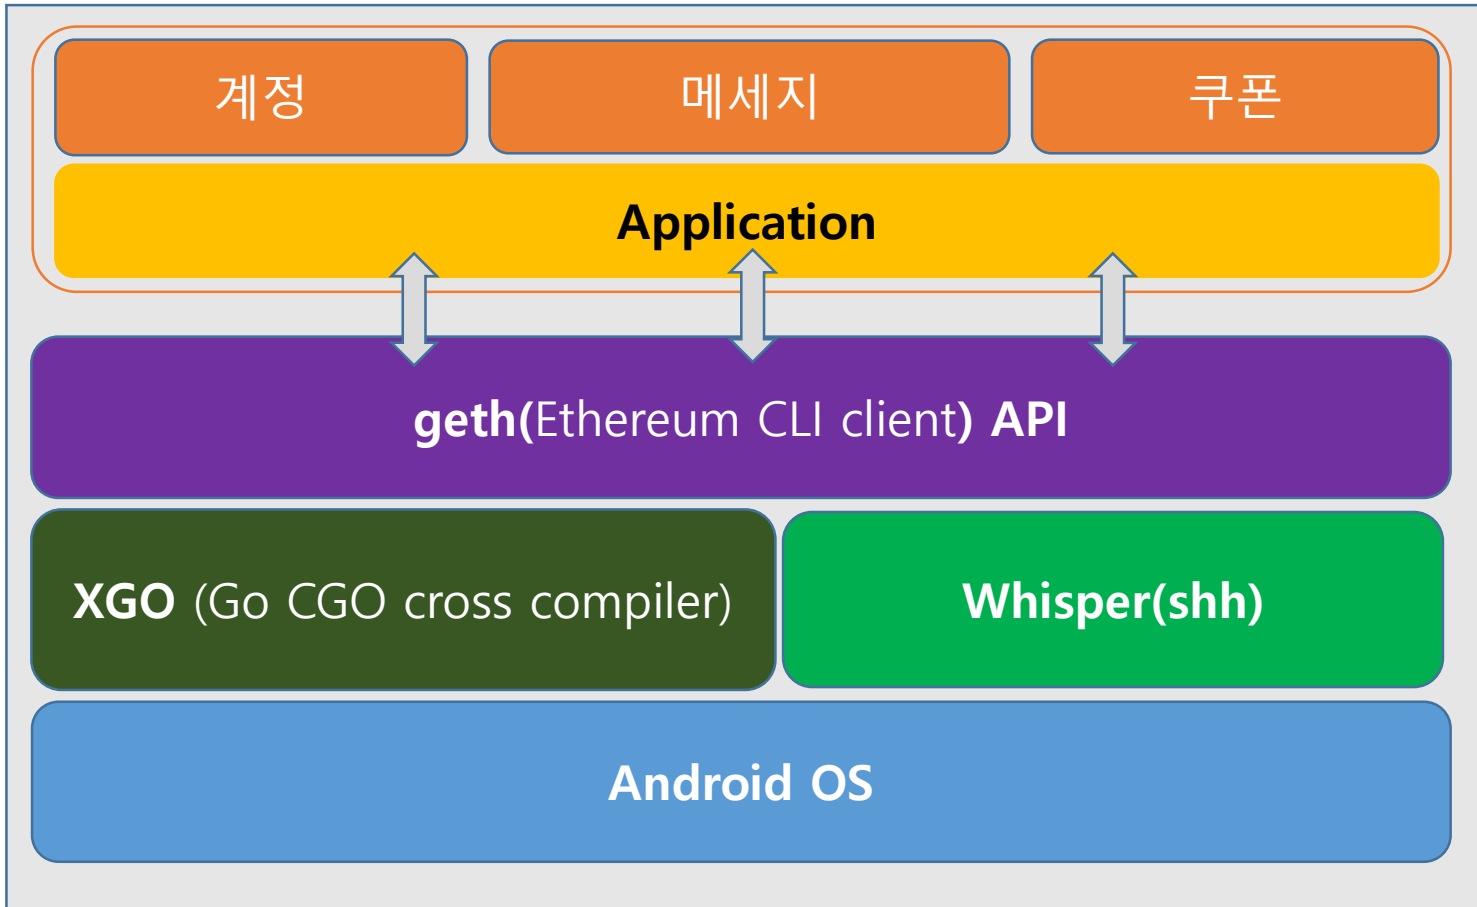 계정
메세지
쿠폰
Application
geth(Ethereum CLI client) API
XGO (Go CGO cross compiler)
Whisper(shh)
Android OS